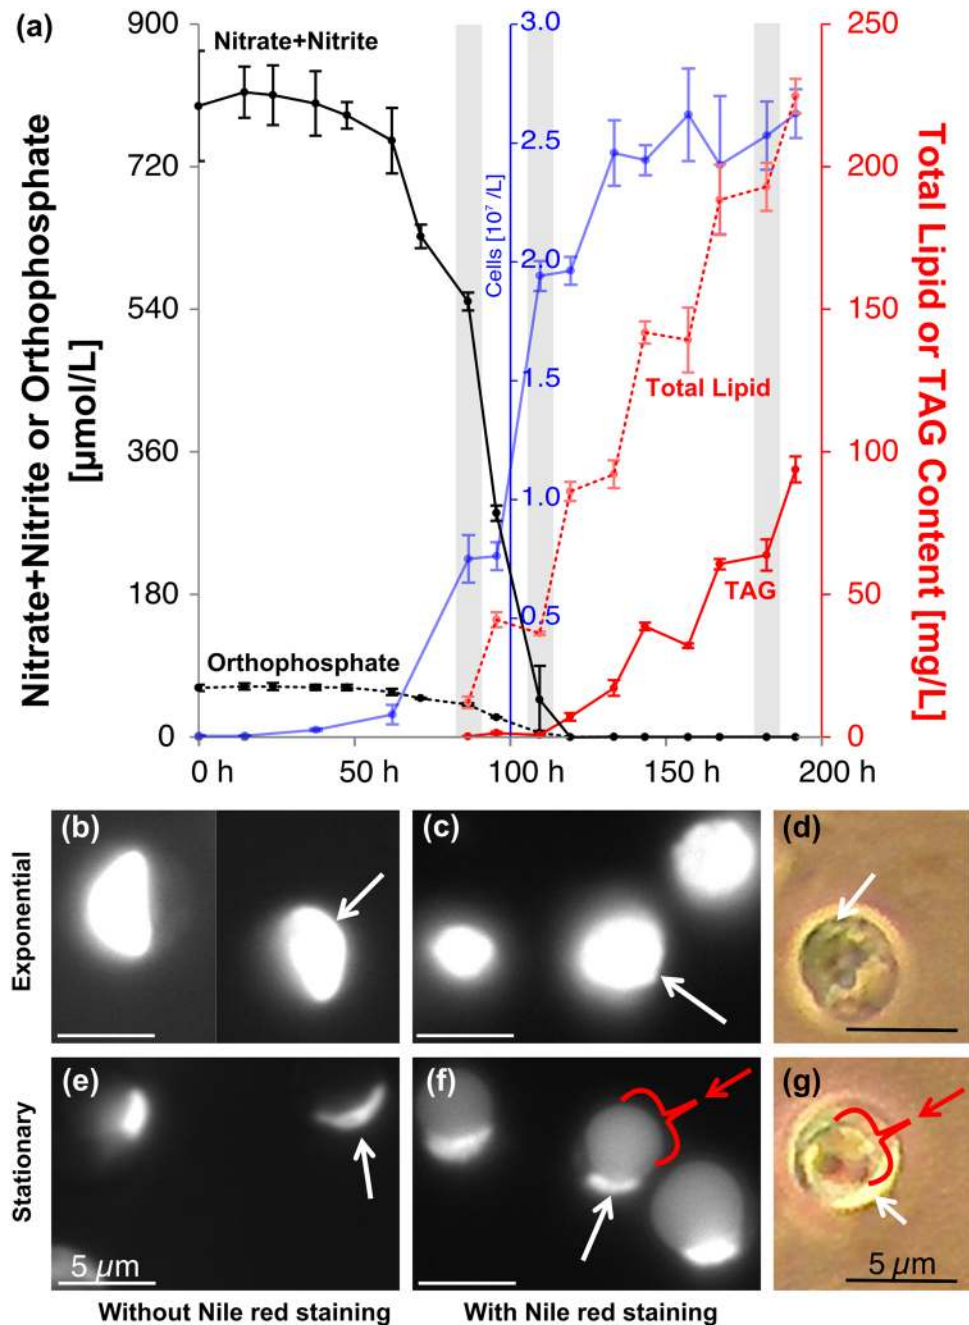 (a)
900
720
540
360
180
0
Nitrate+Nitrite or Orthophosphate
[µmol/L]
Nitrate+Nitrite
Orthophosphate
3.0
2.5
2.0
1.5
1.0
0.5
Cells [10⁷ /L]
Total Lipid
TAG
250
200
150
100
50
0
Total Lipid or TAG Content [mg/L]
0 h
50 h
100 h
150 h
200 h
Exponential
(b)
(c)
(d)
Stationary
(e)
5 µm
(f)
(g)
5 µm
Without Nile red staining
With Nile red staining